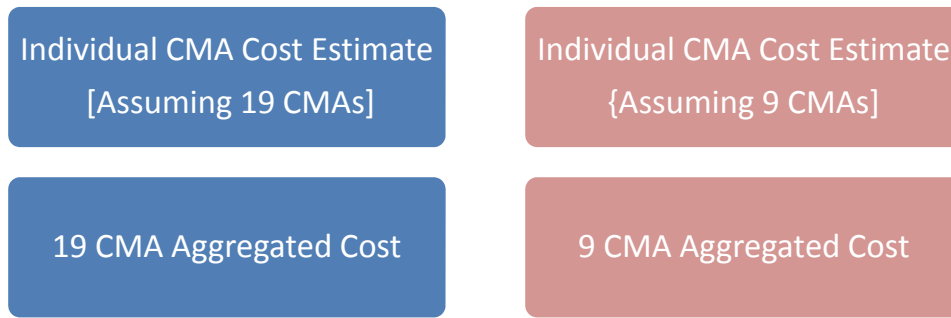 Individual CMA Cost Estimate
[Assuming 19 CMAs]
Individual CMA Cost Estimate
{Assuming 9 CMAs]
19 CMA Aggregated Cost
9 CMA Aggregated Cost